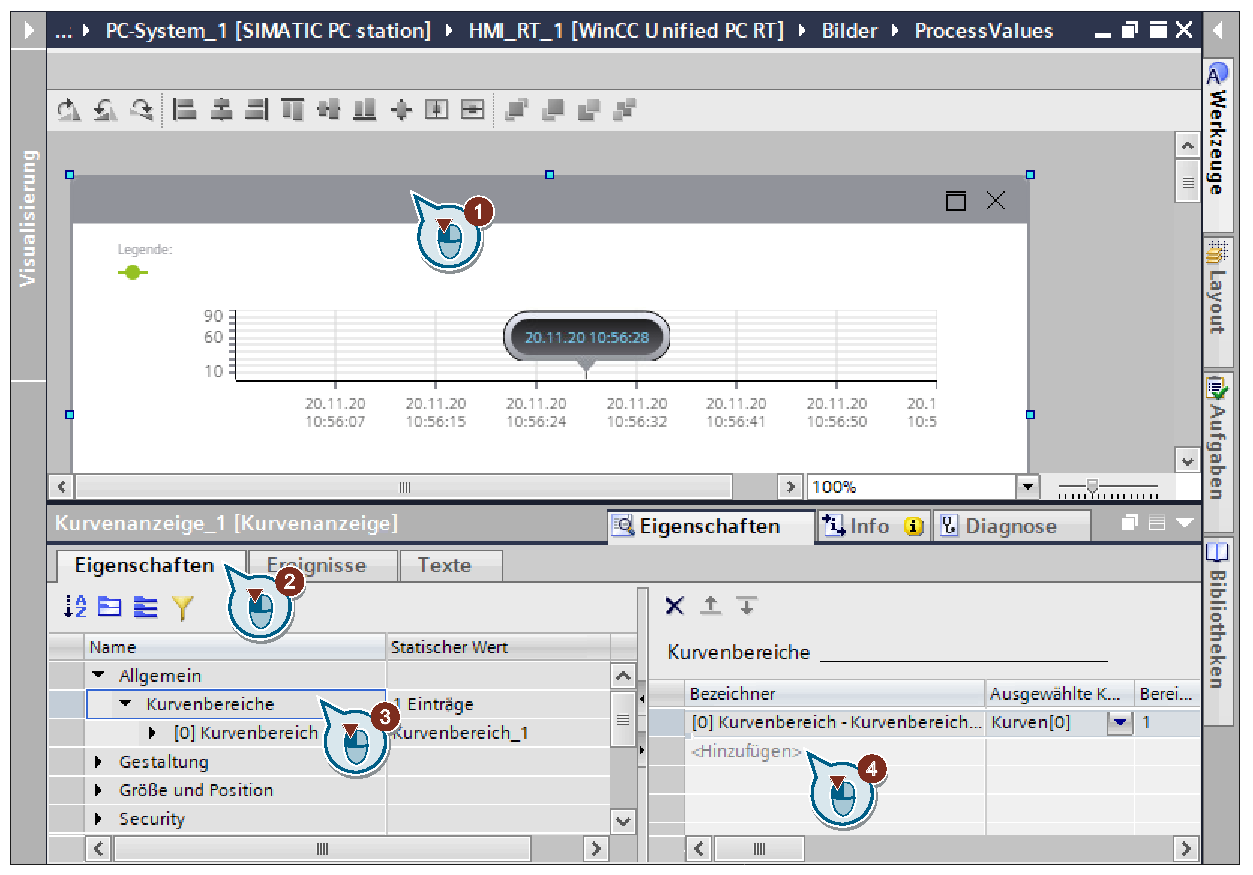 ... PC-System_1 [SIMATIC PC station] HMI_RT_1 [WinCC Unified PC RT] Bilder ProcessValues
Visualisierung
1
Legende:
90
60
10
20.11.20 10:56:28
20.11.20 20.11.20 20.11.20 20.11.20 20.11.20 20.11.20 20.1
10:56:07 10:56:15 10:56:24 10:56:32 10:56:41 10:56:50 10:5
100%
Werkzeuge
Layout
Aufgaben
Bibliotheken
Kurvenanzeige_1 [Kurvenanzeige]
Eigenschaften Info Diagnose
Eigenschaften Ereignisse Texte
2
Name Statischer Wert
Allgemein
Kurvenbereiche 1 Einträge
3
[0] Kurvenbereich Kurvenbereich_1
Gestaltung
Größe und Position
Security
Kurvenbereiche
Bezeichner Ausgewählte K... Berei...
[0] Kurvenbereich - Kurvenbereich... Kurven[0] 1
<Hinzufügen>
4